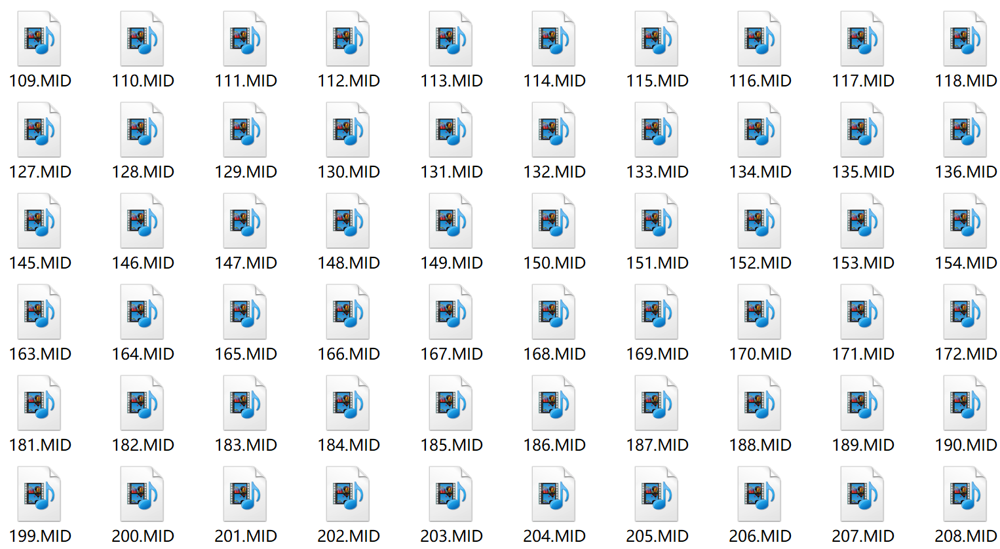 109.MID 110.MID 111.MID 112.MID 113.MID 114.MID 115.MID 116.MID 117.MID 118.MID
127.MID 128.MID 129.MID 130.MID 131.MID 132.MID 133.MID 134.MID 135.MID 136.MID
145.MID 146.MID 147.MID 148.MID 149.MID 150.MID 151.MID 152.MID 153.MID 154.MID
163.MID 164.MID 165.MID 166.MID 167.MID 168.MID 169.MID 170.MID 171.MID 172.MID
181.MID 182.MID 183.MID 184.MID 185.MID 186.MID 187.MID 188.MID 189.MID 190.MID
199.MID 200.MID 201.MID 202.MID 203.MID 204.MID 205.MID 206.MID 207.MID 208.MID